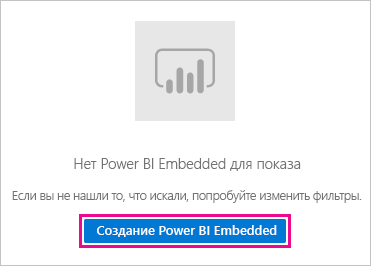 Нет Power BI Embedded для показа
Если вы не нашли то, что искали, попробуйте изменить фильтры.
Создание Power BI Embedded